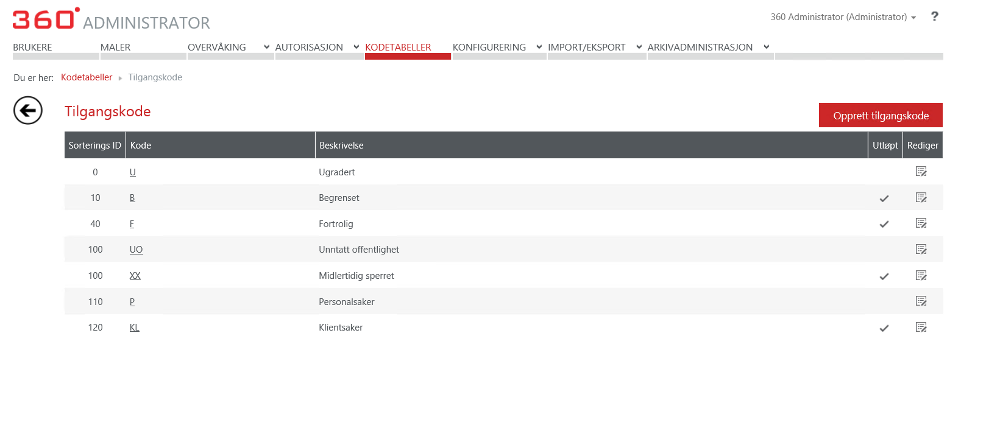 360° ADMINISTRATOR
360 Administrator (Administrator) ?
BRUKERE MALER OVERVÅKING AUTORISASJON KODETABELLER KONFIGURERING IMPORT/EKSPORT ARKIVADMINISTRASJON
Du er her: Kodetabeller Tilgangskode
Tilgangskode
Opprett tilgangskode
Sorterings ID Kode Beskrivelse Utløpt Rediger
0 U Ugradert
10 B Begrenset
40 F Fortrolig
100 UO Unntatt offentlighet
100 XX Midlertidig sperret
110 P Personalsaker
120 KL Klientsaker